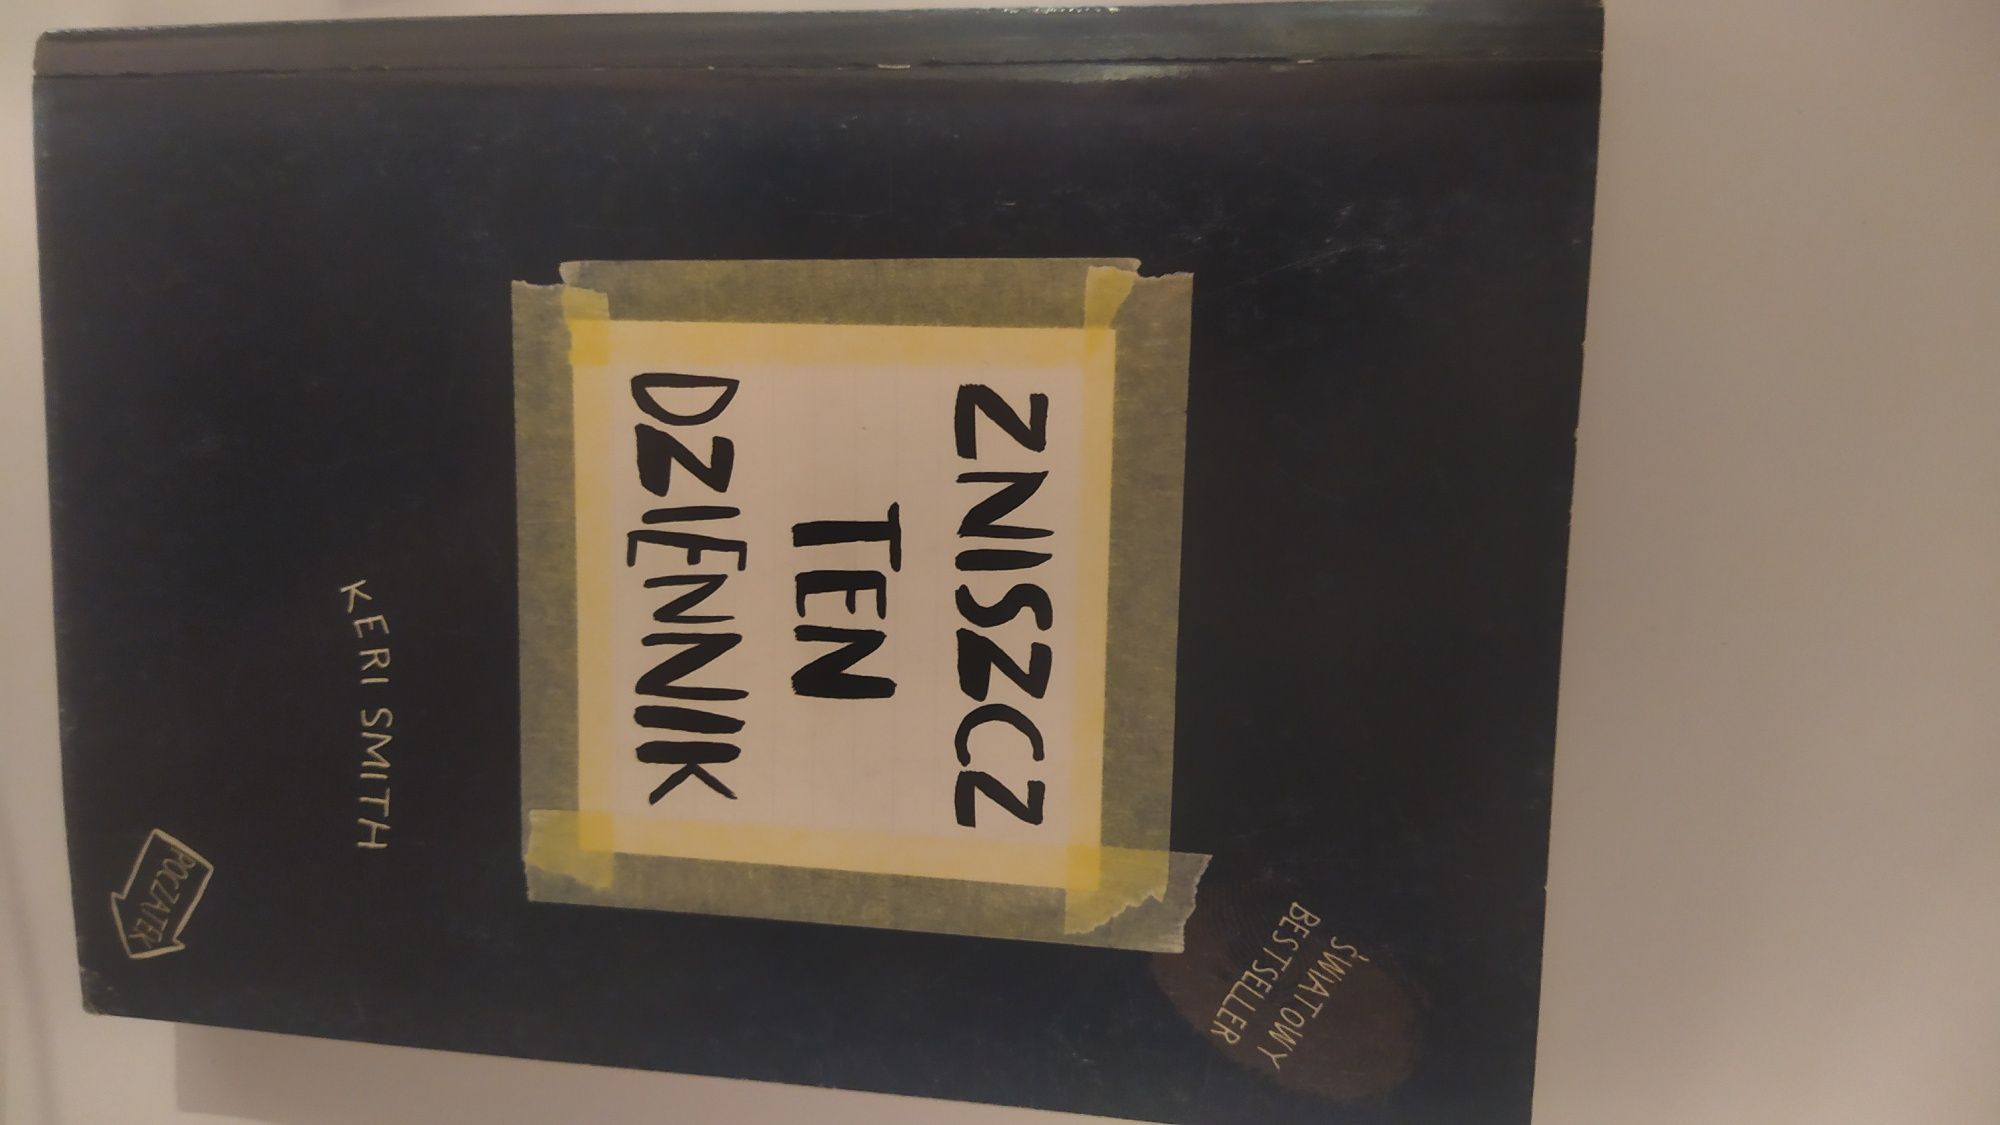 ŚWIATOWY
BESTSELLER
ZNISZCZ
TEN
DZIENNIK
KERI SMITH
POCZĄTEK